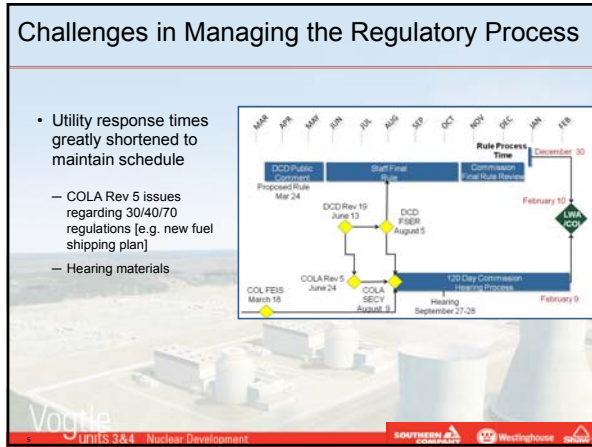 Challenges in Managing the Regulatory Process
• Utility response times
greatly shortened to
maintain schedule
– COLA Rev 5 issues
regarding 30/40/70
regulations [e.g. new fuel
shipping plan]
– Hearing materials
MAR APR MAY JUN JUL AUG SEP OCT NOV DEC JAN FEB
Rule Process
Time
December 30
DCD Public
Comment
Staff Final
Rule
Commission
Final Rule Review
Proposed Rule
Mar 24
DCD Rev 19
June 13
DCD
FSER
August 5
February 10
LWA
/COL
COLA Rev 5
June 24
COLA
SECY
August 9
120 Day Commission
Hearing Process
COL FEIS
March 18
Hearing
September 27-28
February 9
Vogtle
Units 3&4 Nuclear Development
5
SOUTHERN COMPANY
Westinghouse
Shaw